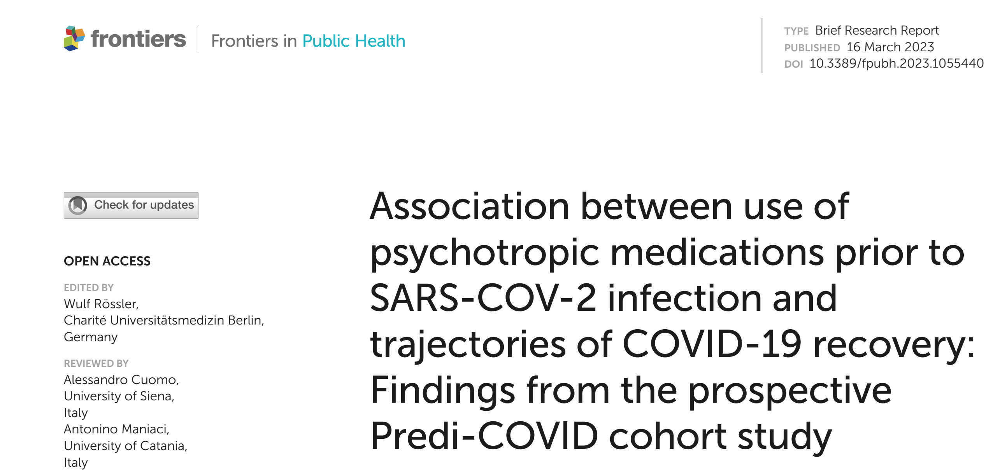 frontiers
Frontiers in Public Health
TYPE Brief Research Report
PUBLISHED 16 March 2023
DOI 10.3389/fpubh.2023.1055440
Check for updates
OPEN ACCESS
EDITED BY
Wulf Rössler,
Charité Universitätsmedizin Berlin,
Germany
REVIEWED BY
Alessandro Cuomo,
University of Siena,
Italy
Antonino Maniaci,
University of Catania,
Italy
Association between use of
psychotropic medications prior to
SARS-COV-2 infection and
trajectories of COVID-19 recovery:
Findings from the prospective
Predi-COVID cohort study